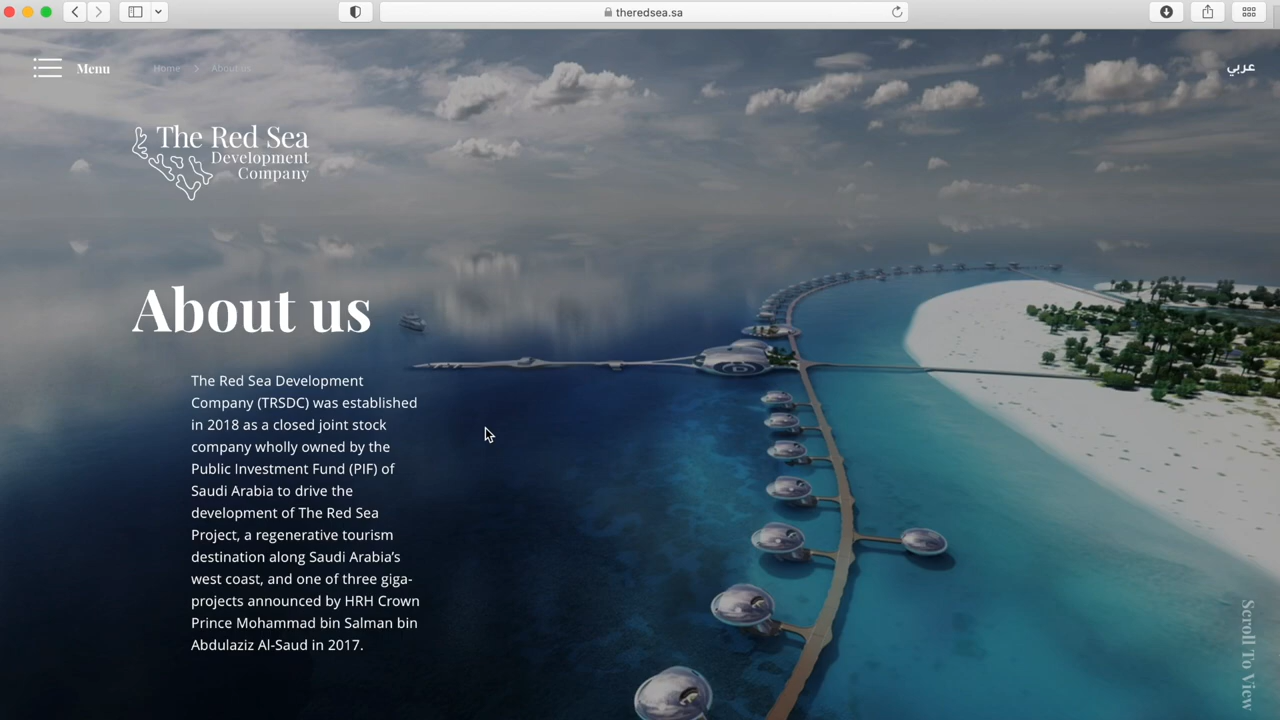 theredsea.sa
Menu
Home > About us
عربي
The Red Sea
Development
Company
About us
The Red Sea Development
Company (TRSDC) was established
in 2018 as a closed joint stock
company wholly owned by the
Public Investment Fund (PIF) of
Saudi Arabia to drive the
development of The Red Sea
Project, a regenerative tourism
destination along Saudi Arabia's
west coast, and one of three giga-
projects announced by HRH Crown
Prince Mohammad bin Salman bin
Abdulaziz Al-Saud in 2017.
Scroll To View